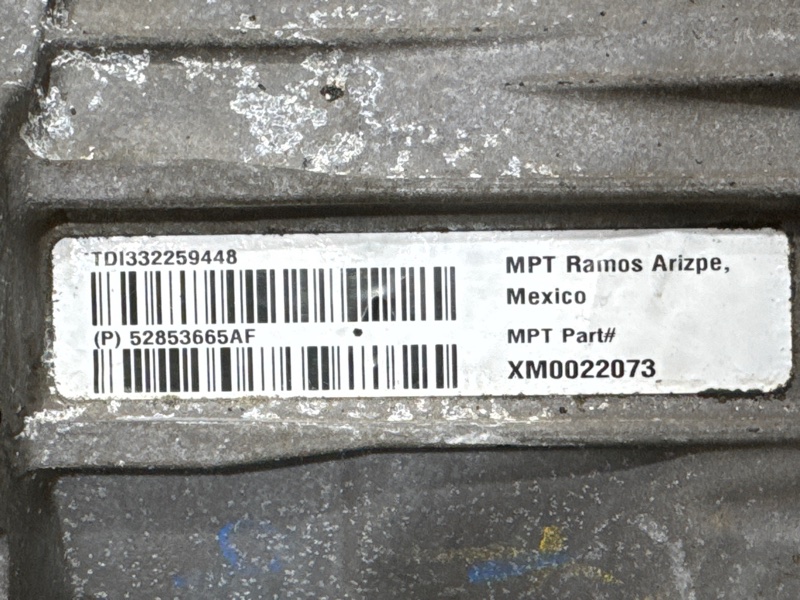 TDI332259448
(P) 52853665AF
MPT Ramos Arizpe,
Mexico
MPT Part#
XM0022073